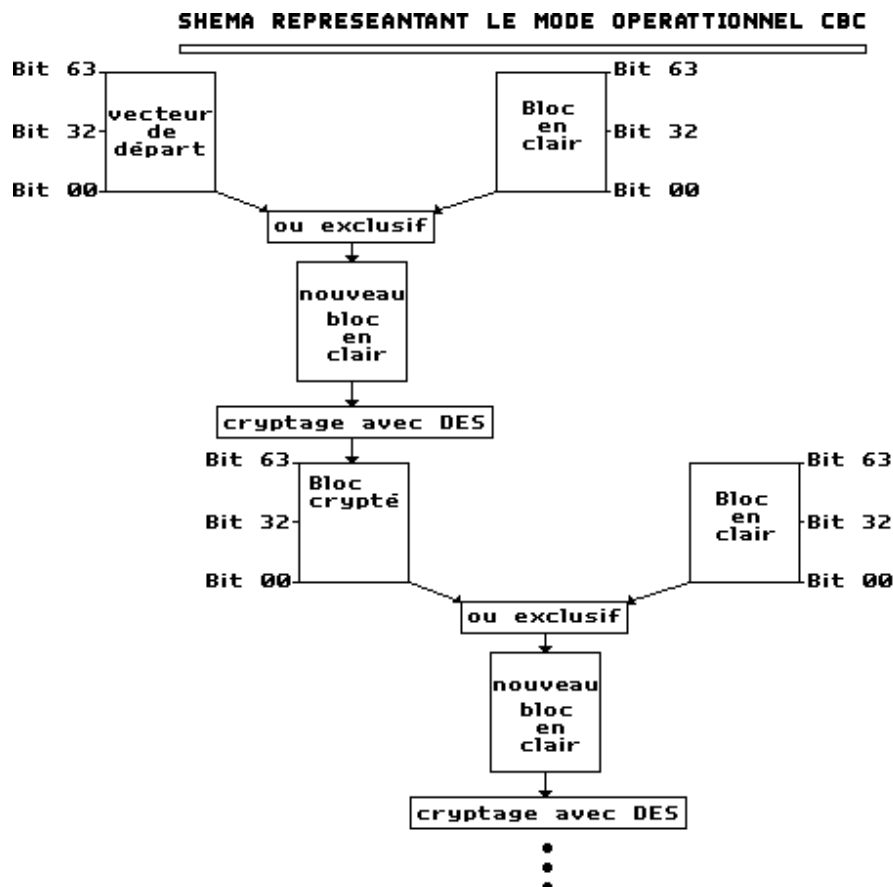 SHEMA REPRESEANTANT LE MODE OPERATTIONNEL CBC
Bit 63
Bit 32
Bit 00
vecteur
de
départ
Bloc
en
clair
Bit 63
Bit 32
Bit 00
ou exclusif
nouveau
bloc
en
clair
cryptage avec DES
Bit 63
Bit 32
Bit 00
Bloc
crypté
Bloc
en
clair
Bit 63
Bit 32
Bit 00
ou exclusif
nouveau
bloc
en
clair
cryptage avec DES